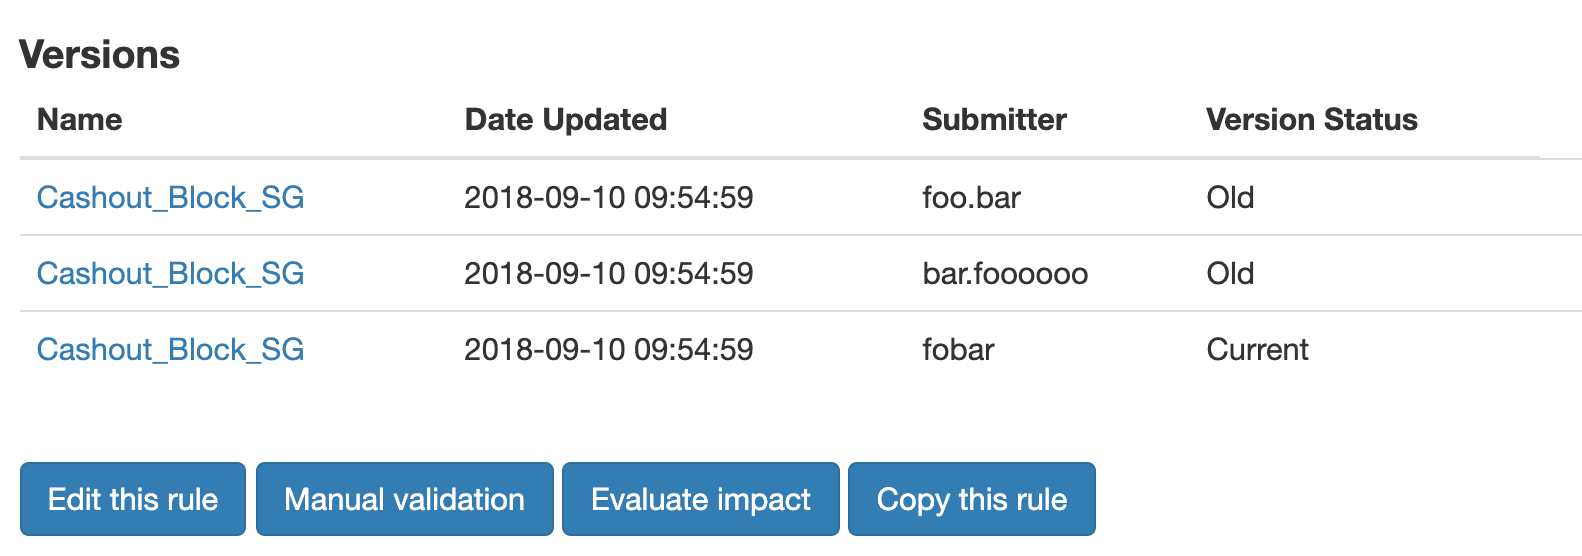 Versions
Name Date Updated Submitter Version Status
Cashout_Block_SG 2018-09-10 09:54:59 foo.bar Old
Cashout_Block_SG 2018-09-10 09:54:59 bar.foooooo Old
Cashout_Block_SG 2018-09-10 09:54:59 fobar Current
Edit this rule Manual validation Evaluate impact Copy this rule